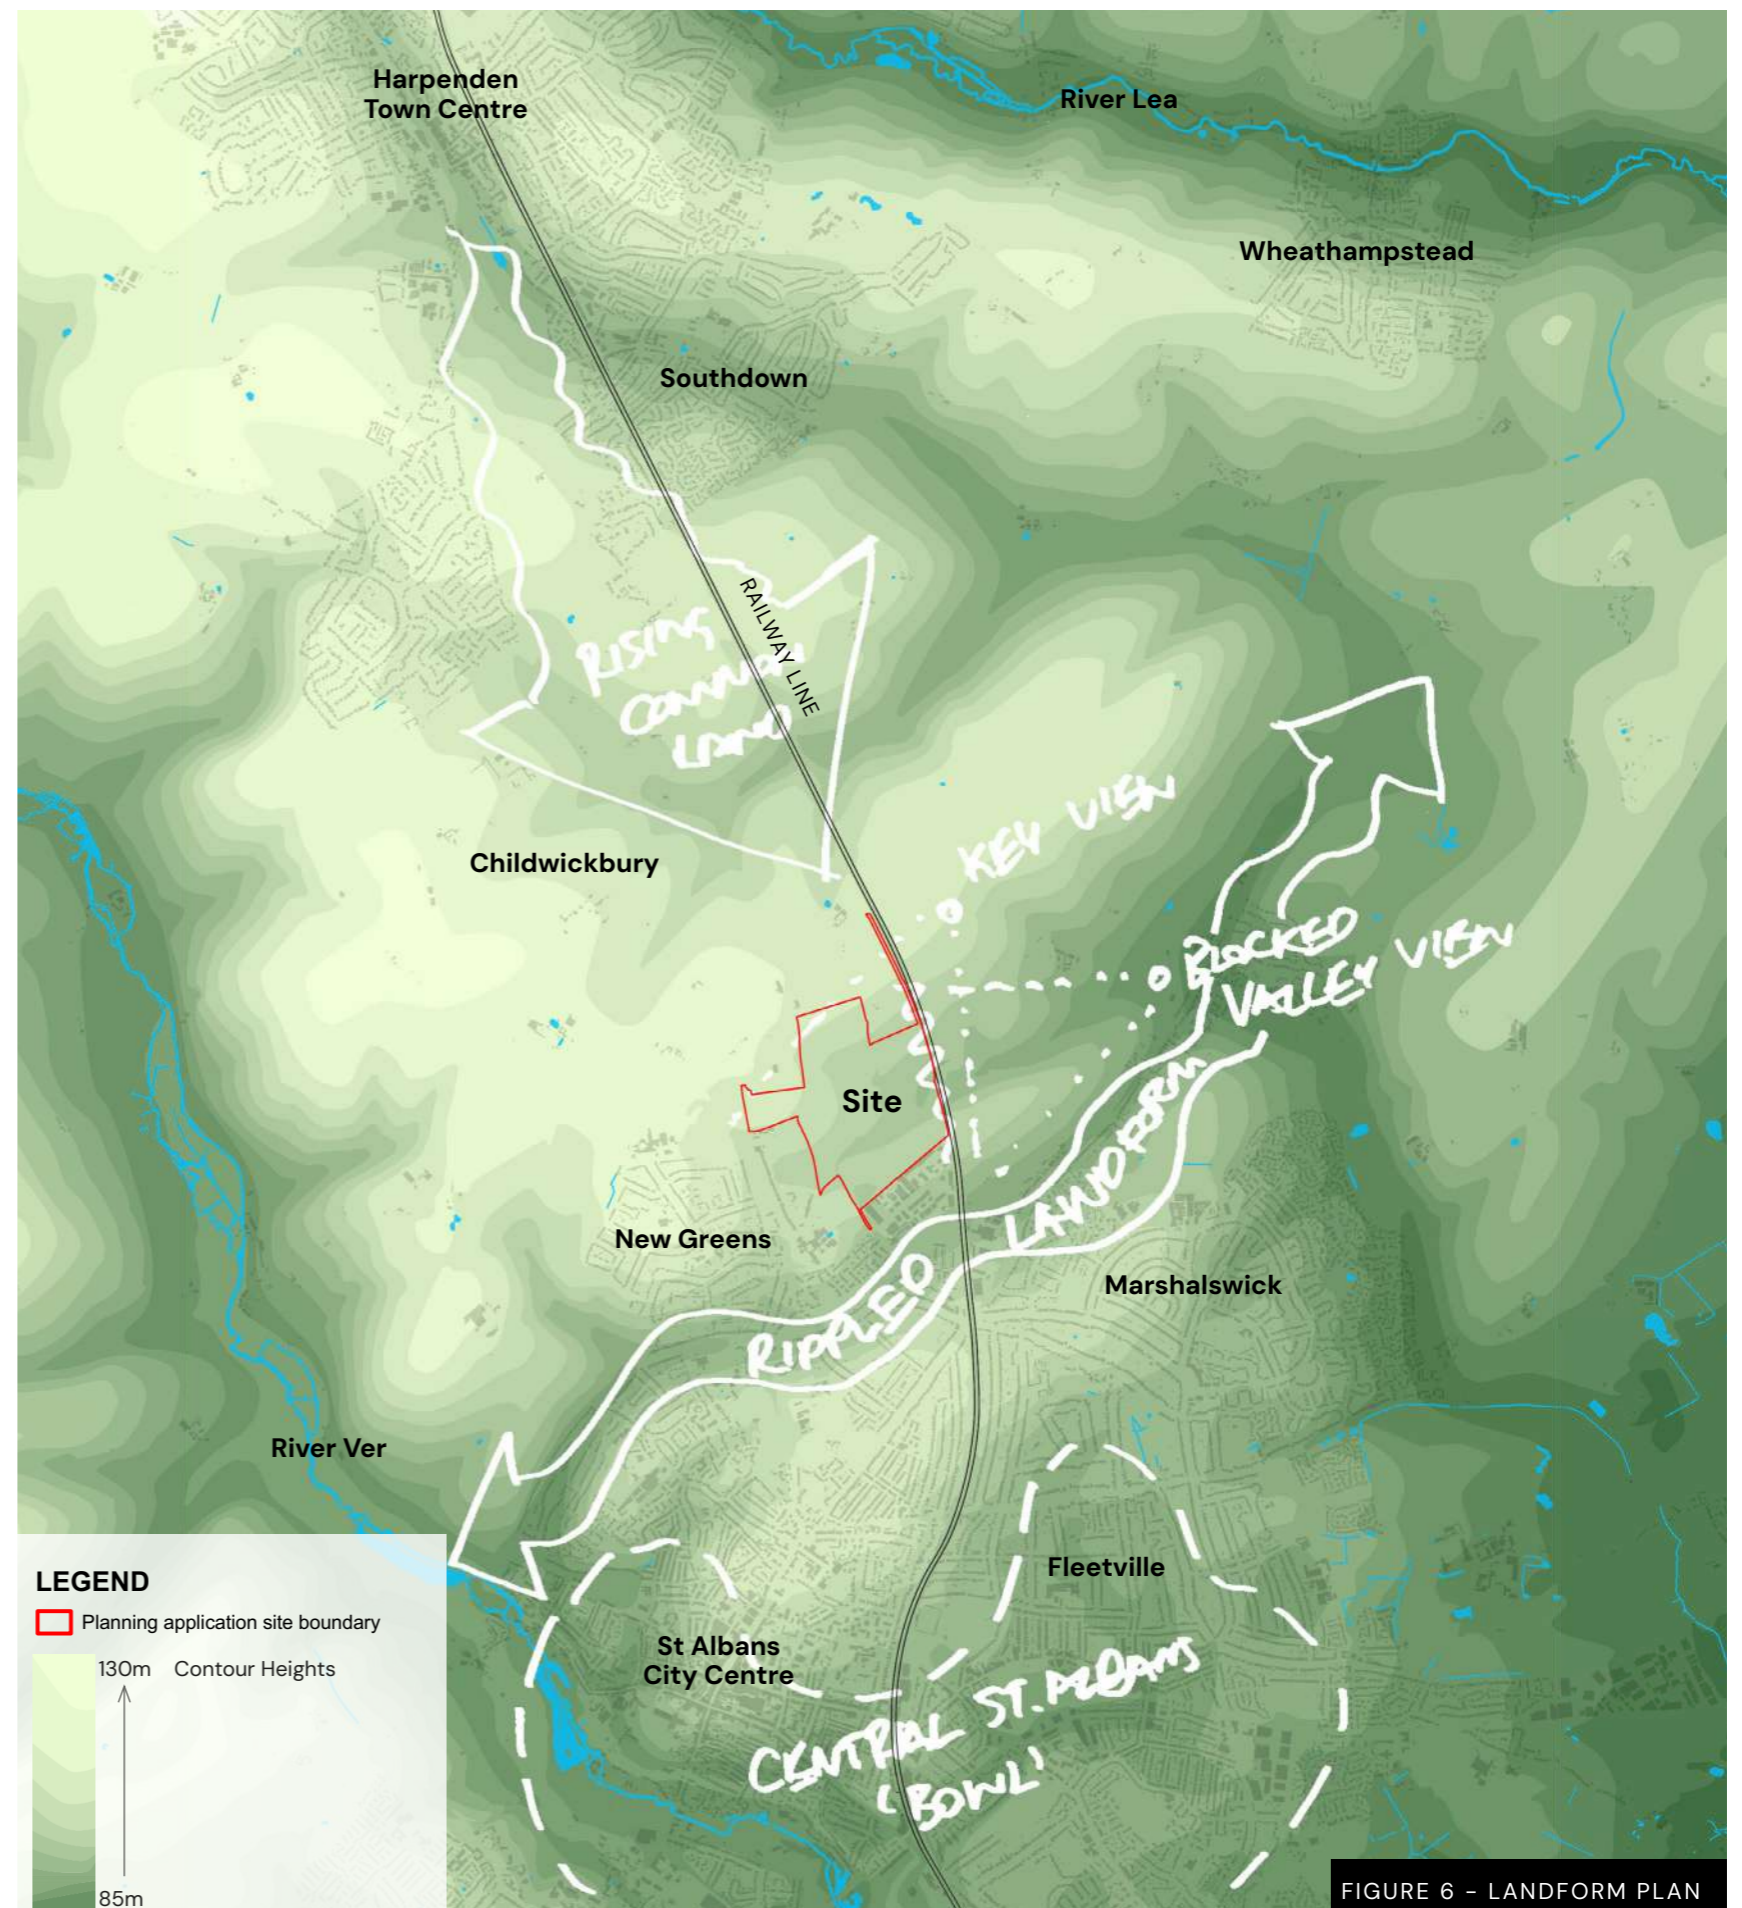 Harpenden
Town Centre
River Lea
Wheathampstead
Southdown
RAILWAY LINE
RISING
COMMON
LAND
KEY VIEW
Childwickbury
BLOCKED
VALLEY VIEW
Site
New Greens
RIPPLED LANDFORM
Marshalswick
River Ver
Fleetville
St Albans
City Centre
CENTRAL ST. ALBANS
'BOWL'
LEGEND
Planning application site boundary
130m Contour Heights
85m
FIGURE 6 - LANDFORM PLAN